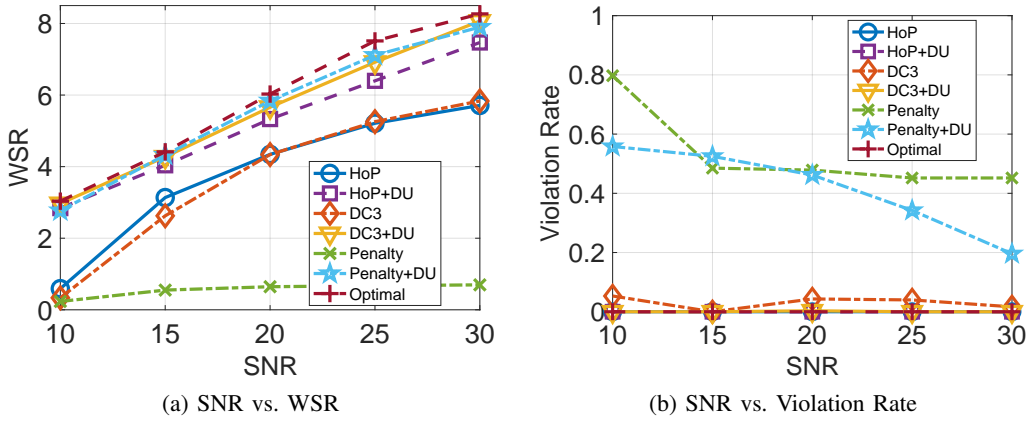 WSR
8
6
4
2
0
10
15
20
25
30
SNR
HoP
HoP+DU
DC3
DC3+DU
Penalty
Penalty+DU
Optimal
(a) SNR vs. WSR
Violation Rate
1
0.8
0.6
0.4
0.2
0
10
15
20
25
30
SNR
HoP
HoP+DU
DC3
DC3+DU
Penalty
Penalty+DU
Optimal
(b) SNR vs. Violation Rate